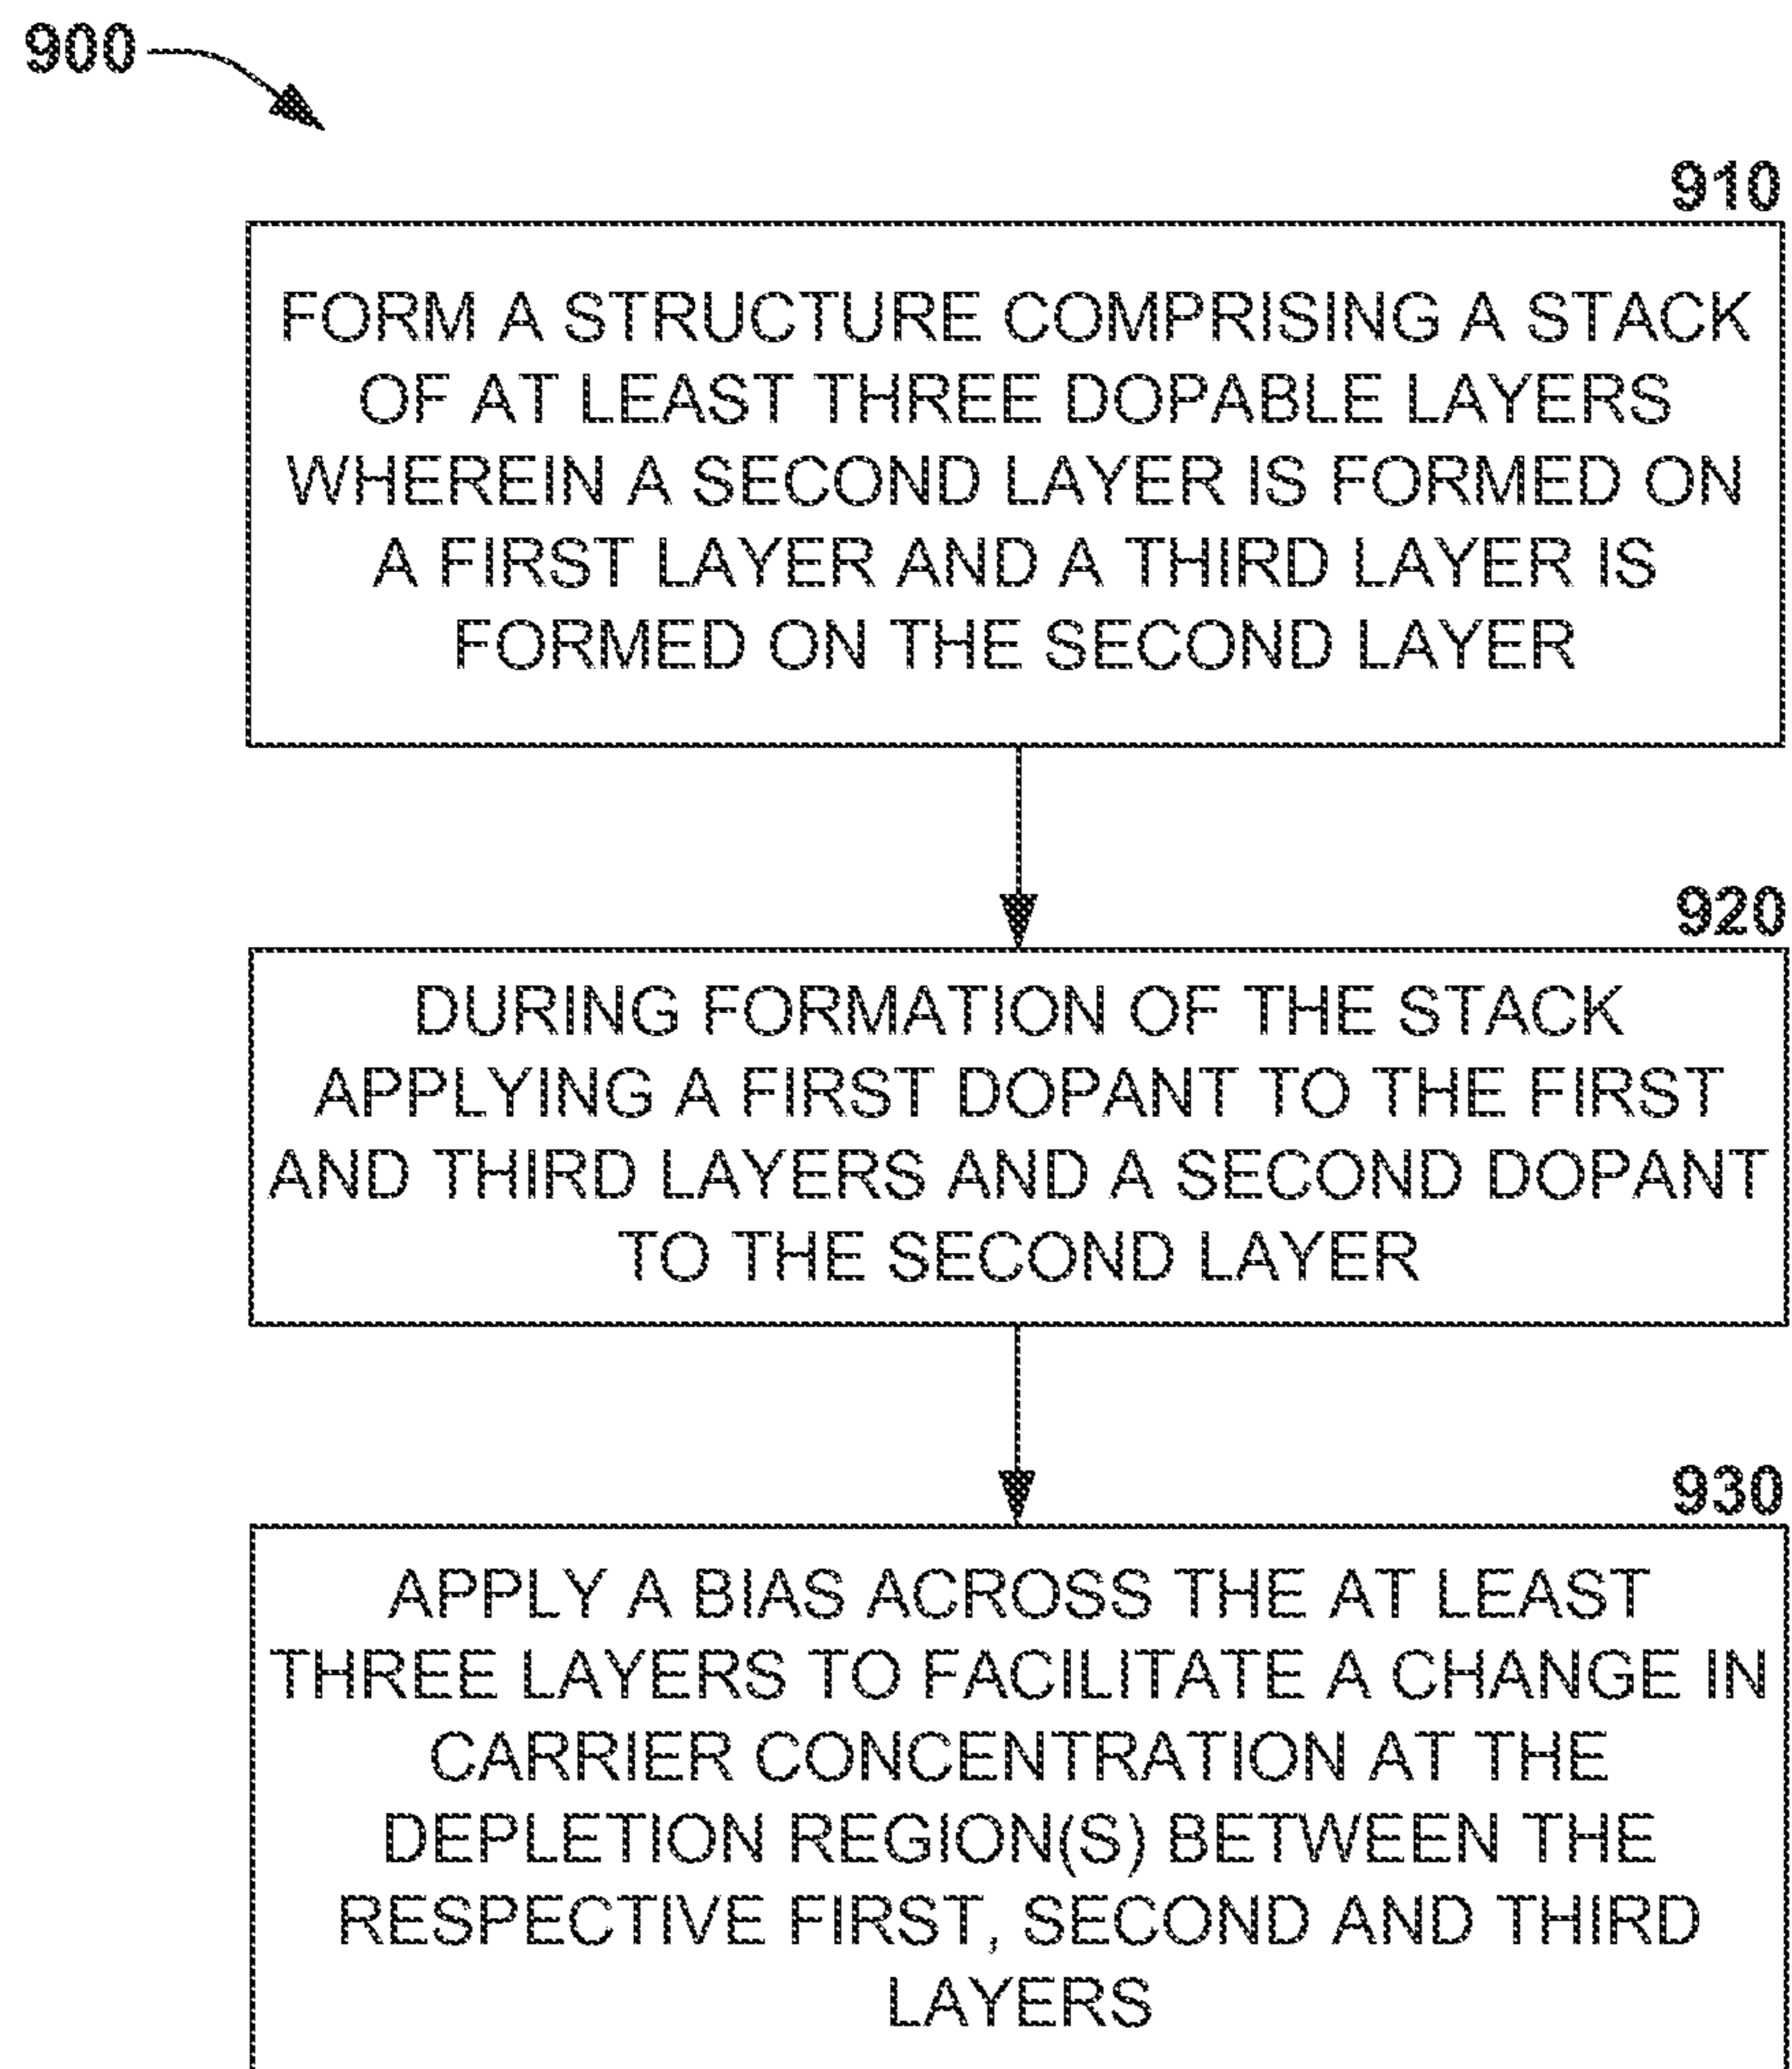 900
910
FORM A STRUCTURE COMPRISING A STACK
OF AT LEAST THREE DOPABLE LAYERS
WHEREIN A SECOND LAYER IS FORMED ON
A FIRST LAYER AND A THIRD LAYER IS
FORMED ON THE SECOND LAYER
920
DURING FORMATION OF THE STACK
APPLYING A FIRST DOPANT TO THE FIRST
AND THIRD LAYERS AND A SECOND DOPANT
TO THE SECOND LAYER
930
APPLY A BIAS ACROSS THE AT LEAST
THREE LAYERS TO FACILITATE A CHANGE IN
CARRIER CONCENTRATION AT THE
DEPLETION REGION(S) BETWEEN THE
RESPECTIVE FIRST, SECOND AND THIRD
LAYERS